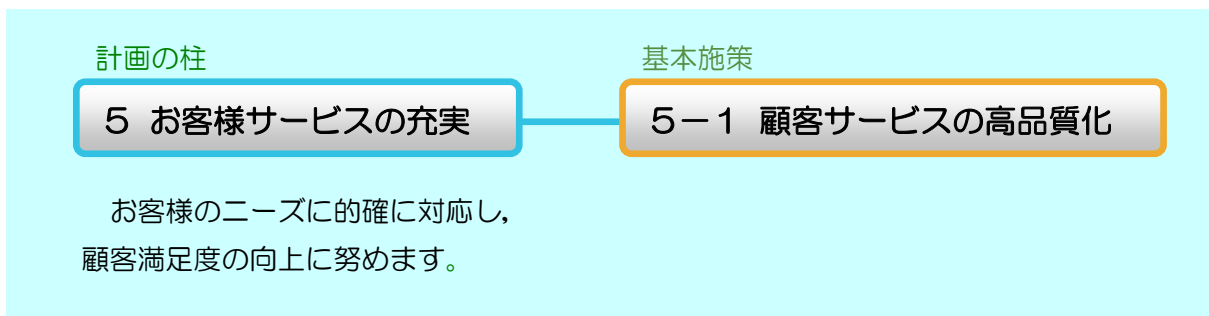 計画の柱
基本施策
5 お客様サービスの充実
5-1 顧客サービスの高品質化
お客様のニーズに的確に対応し,
顧客満足度の向上に努めます。